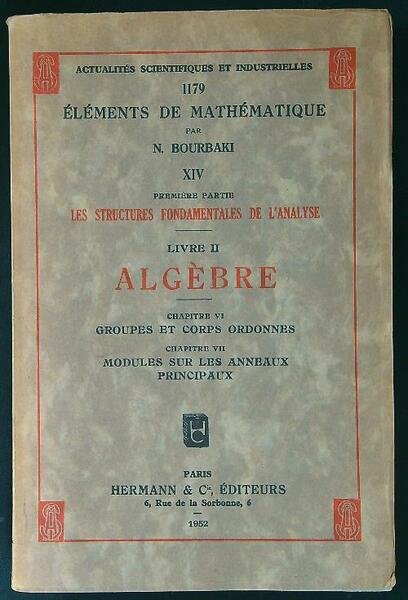 ACTUALITÉS SCIENTIFIQUES ET INDUSTRIELLES
1179
ÉLÉMENTS DE MATHÉMATIQUE
PAR
N. BOURBAKI
XIV
PREMIÈRE PARTIE
LES STRUCTURES FONDAMENTALES DE L'ANALYSE
LIVRE II
ALGÈBRE
CHAPITRE VI
GROUPES ET CORPS ORDONNES
CHAPITRE VII
MODULES SUR LES ANNEAUX
PRINCIPAUX
HC
PARIS
HERMANN & Cie, ÉDITEURS
6, Rue de la Sorbonne, 6
1952